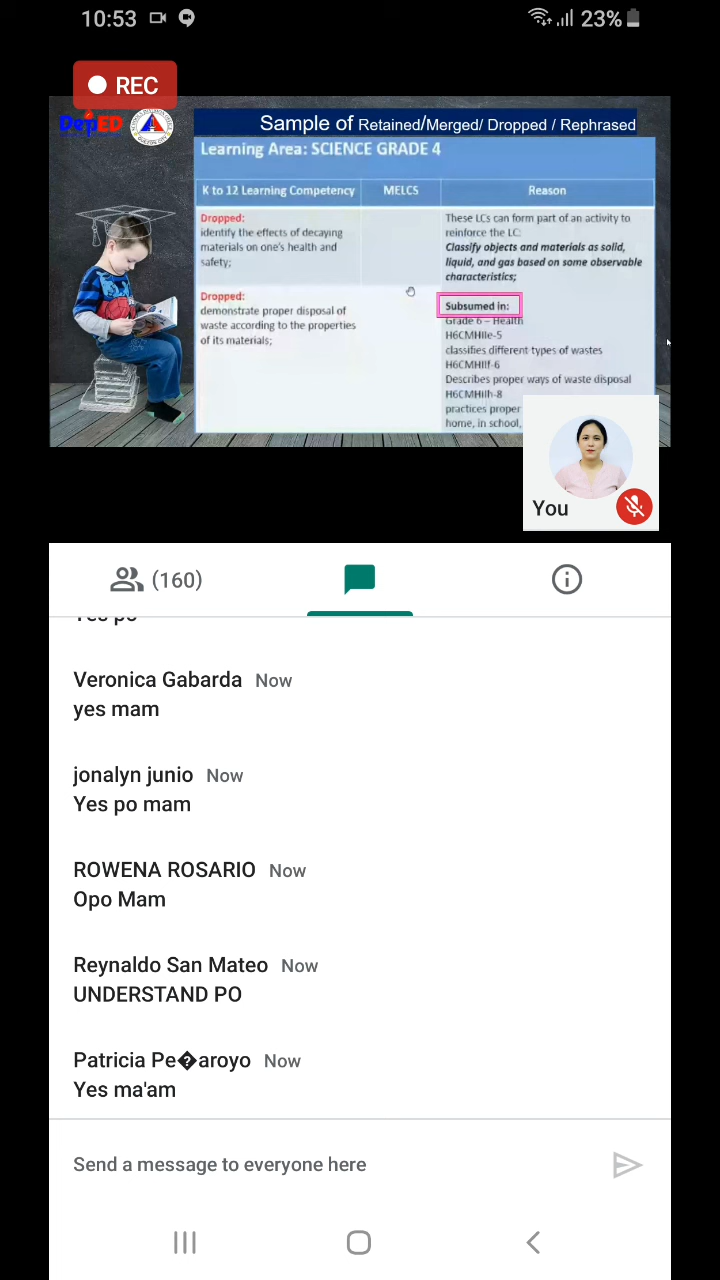 10:53
23%
REC
DepED
Sample of Retained/Merged/ Dropped / Rephrased
Learning Area: SCIENCE GRADE 4
K to 12 Learning Competency
MELCS
Reason
Dropped:
identify the effects of decaying
materials on one's health and
safety;
These LCs can form part of an activity to
reinforce the LC:
Classify objects and materials as solid,
liquid, and gas based on some observable
characteristics;
Dropped:
demonstrate proper disposal of
waste according to the properties
of its materials;
Subsumed in:
Grade 6 – Health
H6CMHIIe-5
classifies different types of wastes
H6CMHIIf-6
Describes proper ways of waste disposal
H6CMHIIh-8
practices proper
home, in school,
You
(160)
Yes po
Veronica Gabarda Now
yes mam
jonalyn junio Now
Yes po mam
ROWENA ROSARIO Now
Opo Mam
Reynaldo San Mateo Now
UNDERSTAND PO
Patricia Pe�aroyo Now
Yes ma'am
Send a message to everyone here